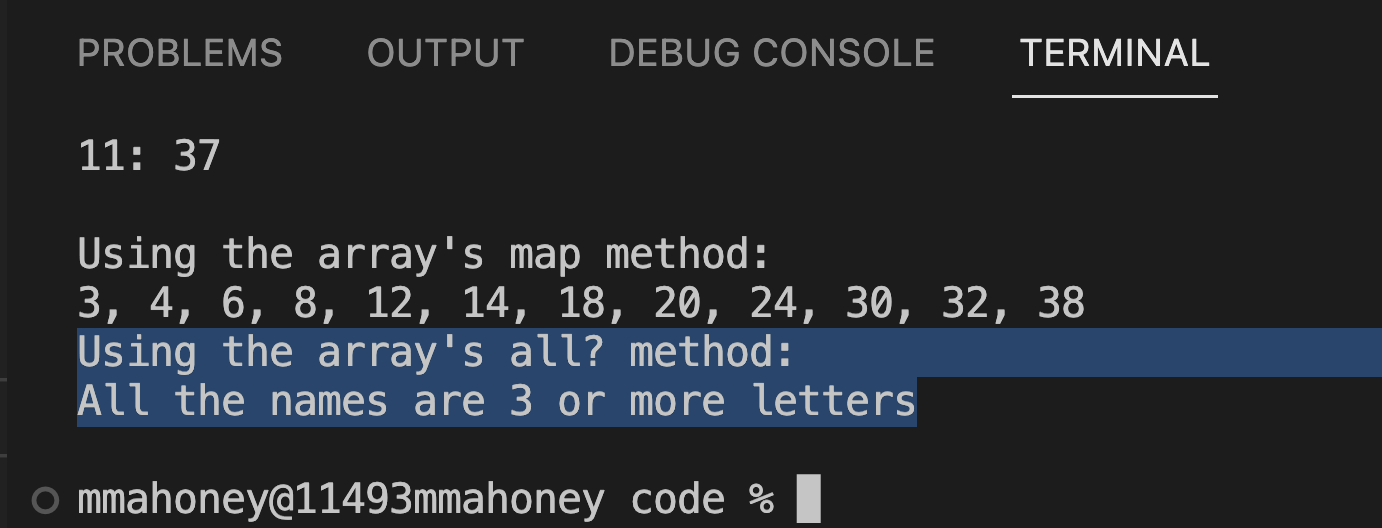 PROBLEMS OUTPUT DEBUG CONSOLE TERMINAL
11: 37
Using the array's map method:
3, 4, 6, 8, 12, 14, 18, 20, 24, 30, 32, 38
Using the array's all? method:
All the names are 3 or more letters
mmahoney@11493mmahoney code %